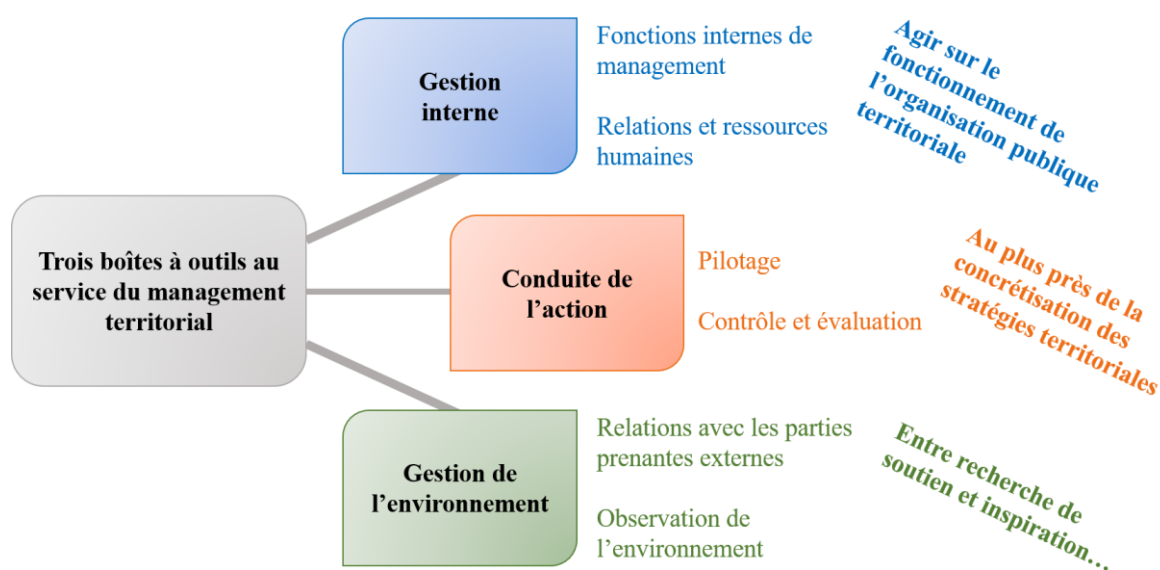 Trois boîtes à outils au
service du management
territorial
Gestion
interne
Fonctions internes de
management
Relations et ressources
humaines
Agir sur le
fonctionnement de
l’organisation publique
territoriale
Conduite de
l’action
Pilotage
Contrôle et évaluation
Au plus près de la
concrétisation des
stratégies territoriales
Gestion de
l’environnement
Relations avec les parties
prenantes externes
Observation de
l’environnement
Entre recherche de
soutien et inspiration…